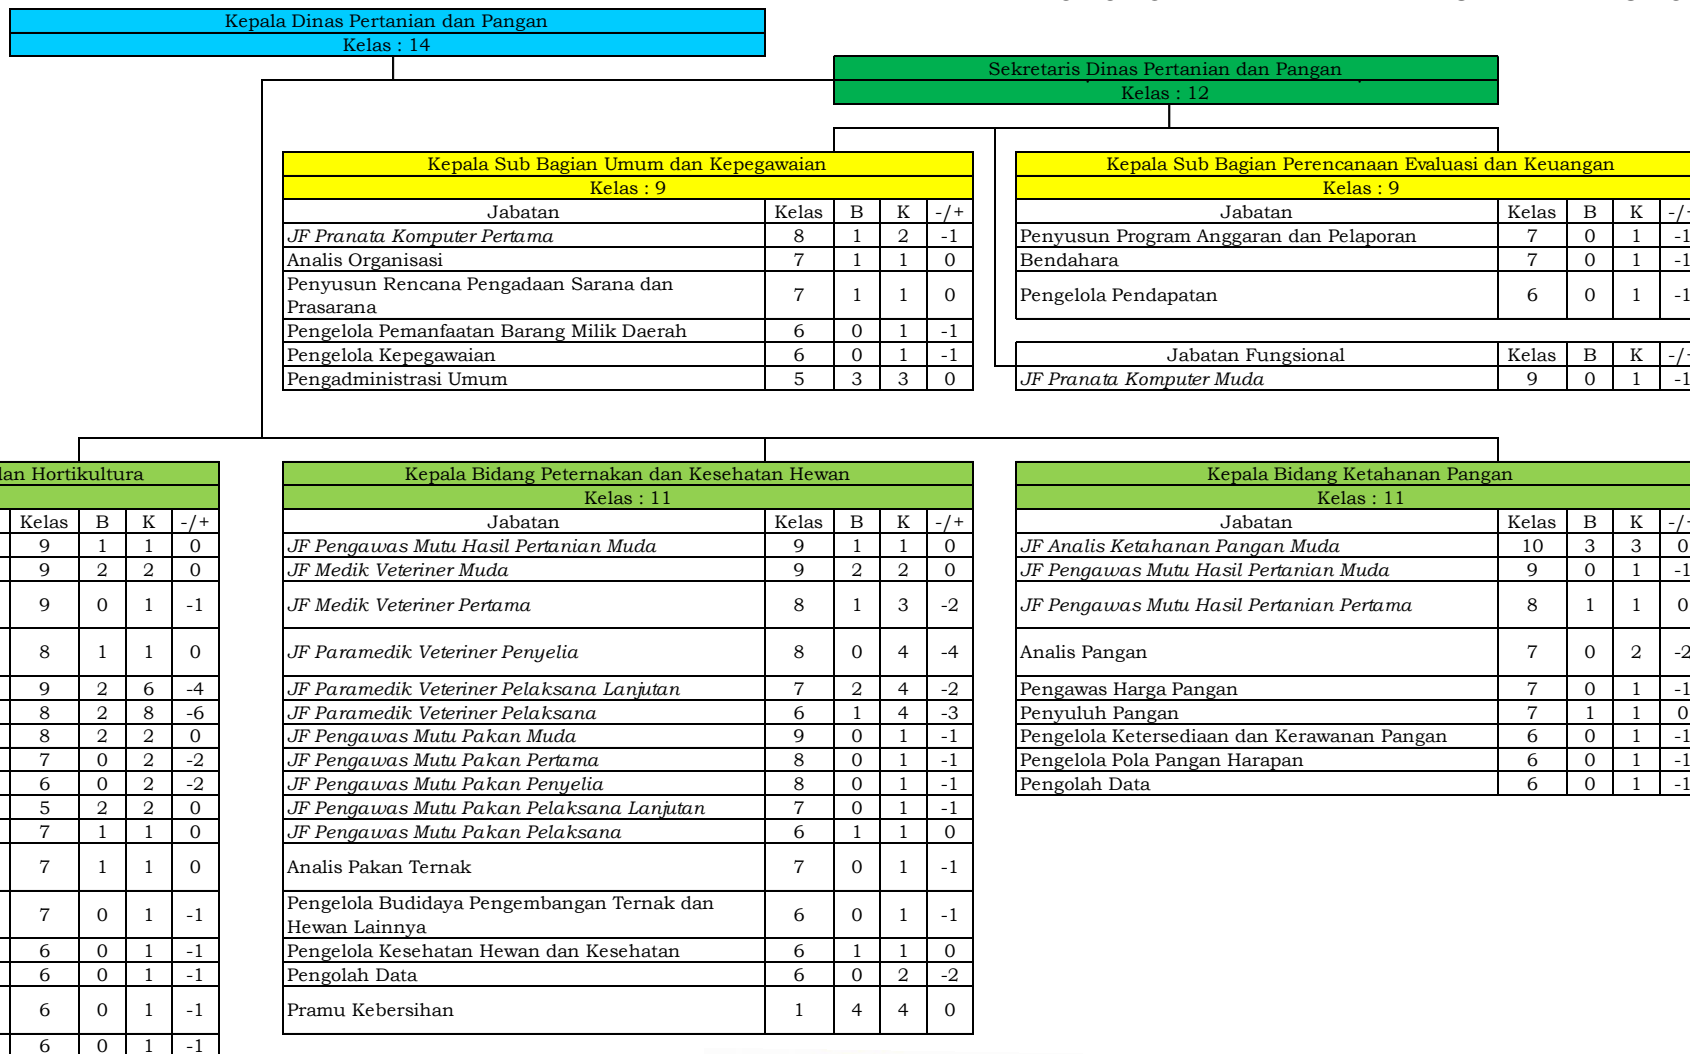 Kepala Dinas Pertanian dan Pangan
Kelas : 14
Sekretaris Dinas Pertanian dan Pangan
Kelas : 12
Kepala Sub Bagian Umum dan Kepegawaian
Kelas : 9
Jabatan Kelas B K -/+
JF Pranata Komputer Pertama 8 1 2 -1
Analis Organisasi 7 1 1 0
Penyusun Rencana Pengadaan Sarana dan
Prasarana 7 1 1 0
Pengelola Pemanfaatan Barang Milik Daerah 6 0 1 -1
Pengelola Kepegawaian 6 0 1 -1
Pengadministrasi Umum 5 3 3 0
Kepala Sub Bagian Perencanaan Evaluasi dan Keuangan
Kelas : 9
Jabatan Kelas B K -/+
Penyusun Program Anggaran dan Pelaporan 7 0 1 -1
Bendahara 7 0 1 -1
Pengelola Pendapatan 6 0 1 -1
Jabatan Fungsional Kelas B K -/+
JF Pranata Komputer Muda 9 0 1 -1
dan Hortikultura
Kelas B K -/+
9 1 1 0
9 2 2 0
9 0 1 -1
8 1 1 0
9 2 6 -4
8 2 8 -6
8 2 2 0
7 0 2 -2
6 0 2 -2
5 2 2 0
7 1 1 0
7 1 1 0
7 0 1 -1
6 0 1 -1
6 0 1 -1
6 0 1 -1
6 0 1 -1
Kepala Bidang Peternakan dan Kesehatan Hewan
Kelas : 11
Jabatan Kelas B K -/+
JF Pengawas Mutu Hasil Pertanian Muda 9 1 1 0
JF Medik Veteriner Muda 9 2 2 0
JF Medik Veteriner Pertama 8 1 3 -2
JF Paramedik Veteriner Penyelia 8 0 4 -4
JF Paramedik Veteriner Pelaksana Lanjutan 7 2 4 -2
JF Paramedik Veteriner Pelaksana 6 1 4 -3
JF Pengawas Mutu Pakan Muda 9 0 1 -1
JF Pengawas Mutu Pakan Pertama 8 0 1 -1
JF Pengawas Mutu Pakan Penyelia 8 0 1 -1
JF Pengawas Mutu Pakan Pelaksana Lanjutan 7 0 1 -1
JF Pengawas Mutu Pakan Pelaksana 6 1 1 0
Analis Pakan Ternak 7 0 1 -1
Pengelola Budidaya Pengembangan Ternak dan
Hewan Lainnya 6 0 1 -1
Pengelola Kesehatan Hewan dan Kesehatan 6 1 1 0
Pengolah Data 6 0 2 -2
Pramu Kebersihan 1 4 4 0
Kepala Bidang Ketahanan Pangan
Kelas : 11
Jabatan Kelas B K -/+
JF Analis Ketahanan Pangan Muda 10 3 3 0
JF Pengawas Mutu Hasil Pertanian Muda 9 0 1 -1
JF Pengawas Mutu Hasil Pertanian Pertama 8 1 1 0
Analis Pangan 7 0 2 -2
Pengawas Harga Pangan 7 0 1 -1
Penyuluh Pangan 7 1 1 0
Pengelola Ketersediaan dan Kerawanan Pangan 6 0 1 -1
Pengelola Pola Pangan Harapan 6 0 1 -1
Pengolah Data 6 0 1 -1